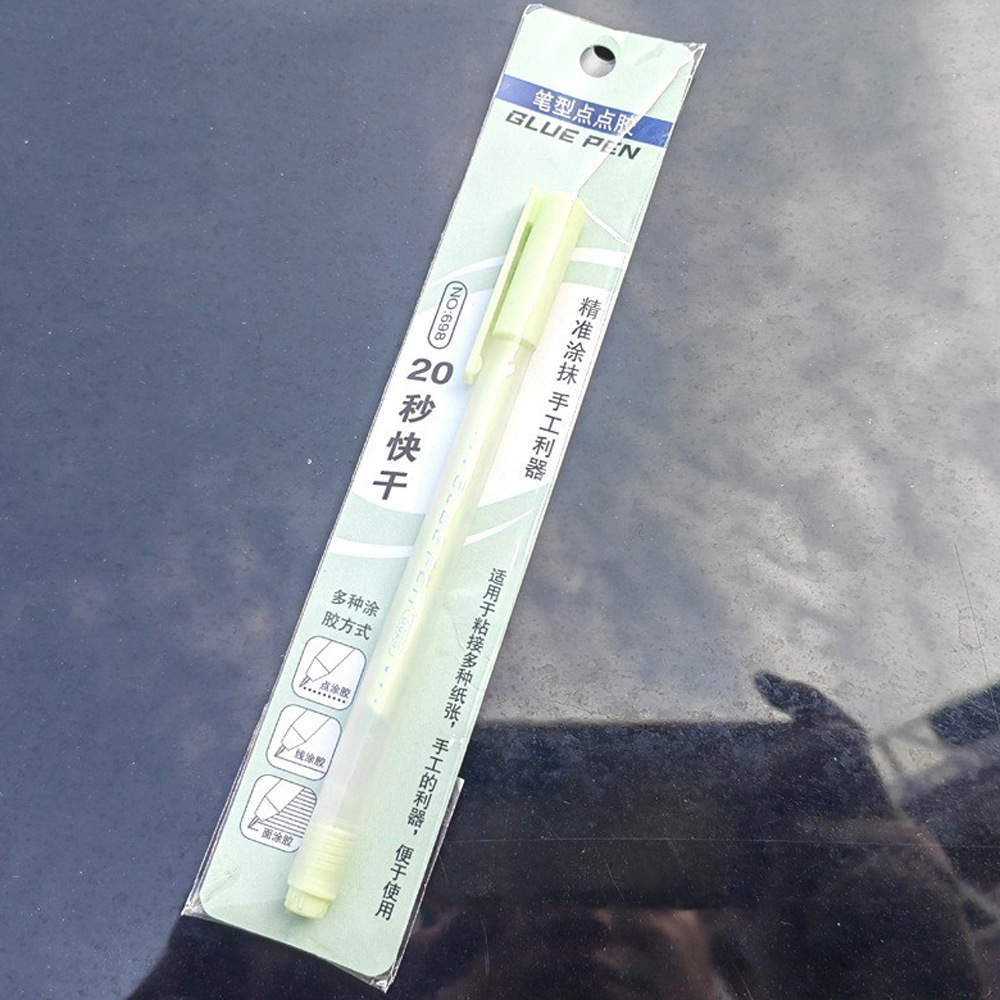 笔型点点胶
GLUE PEN
NO:698
20
秒
快
干
精准涂抹 手工利器
多种涂
胶方式
点涂胶
线涂胶
面涂胶
适用于粘接多种纸张，手工的利器，便于使用